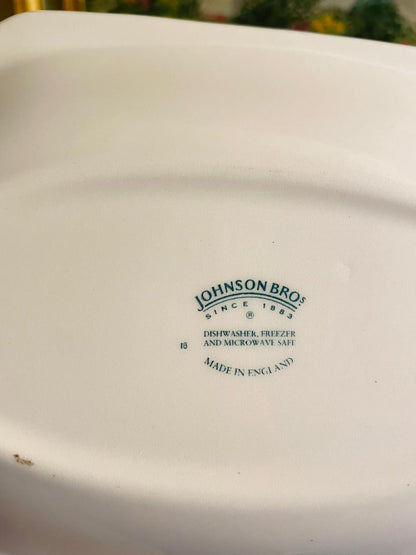 JOHNSON BROS
SINCE 1883
®
DISHWASHER, FREEZER
AND MICROWAVE SAFE
18
MADE IN ENGLAND